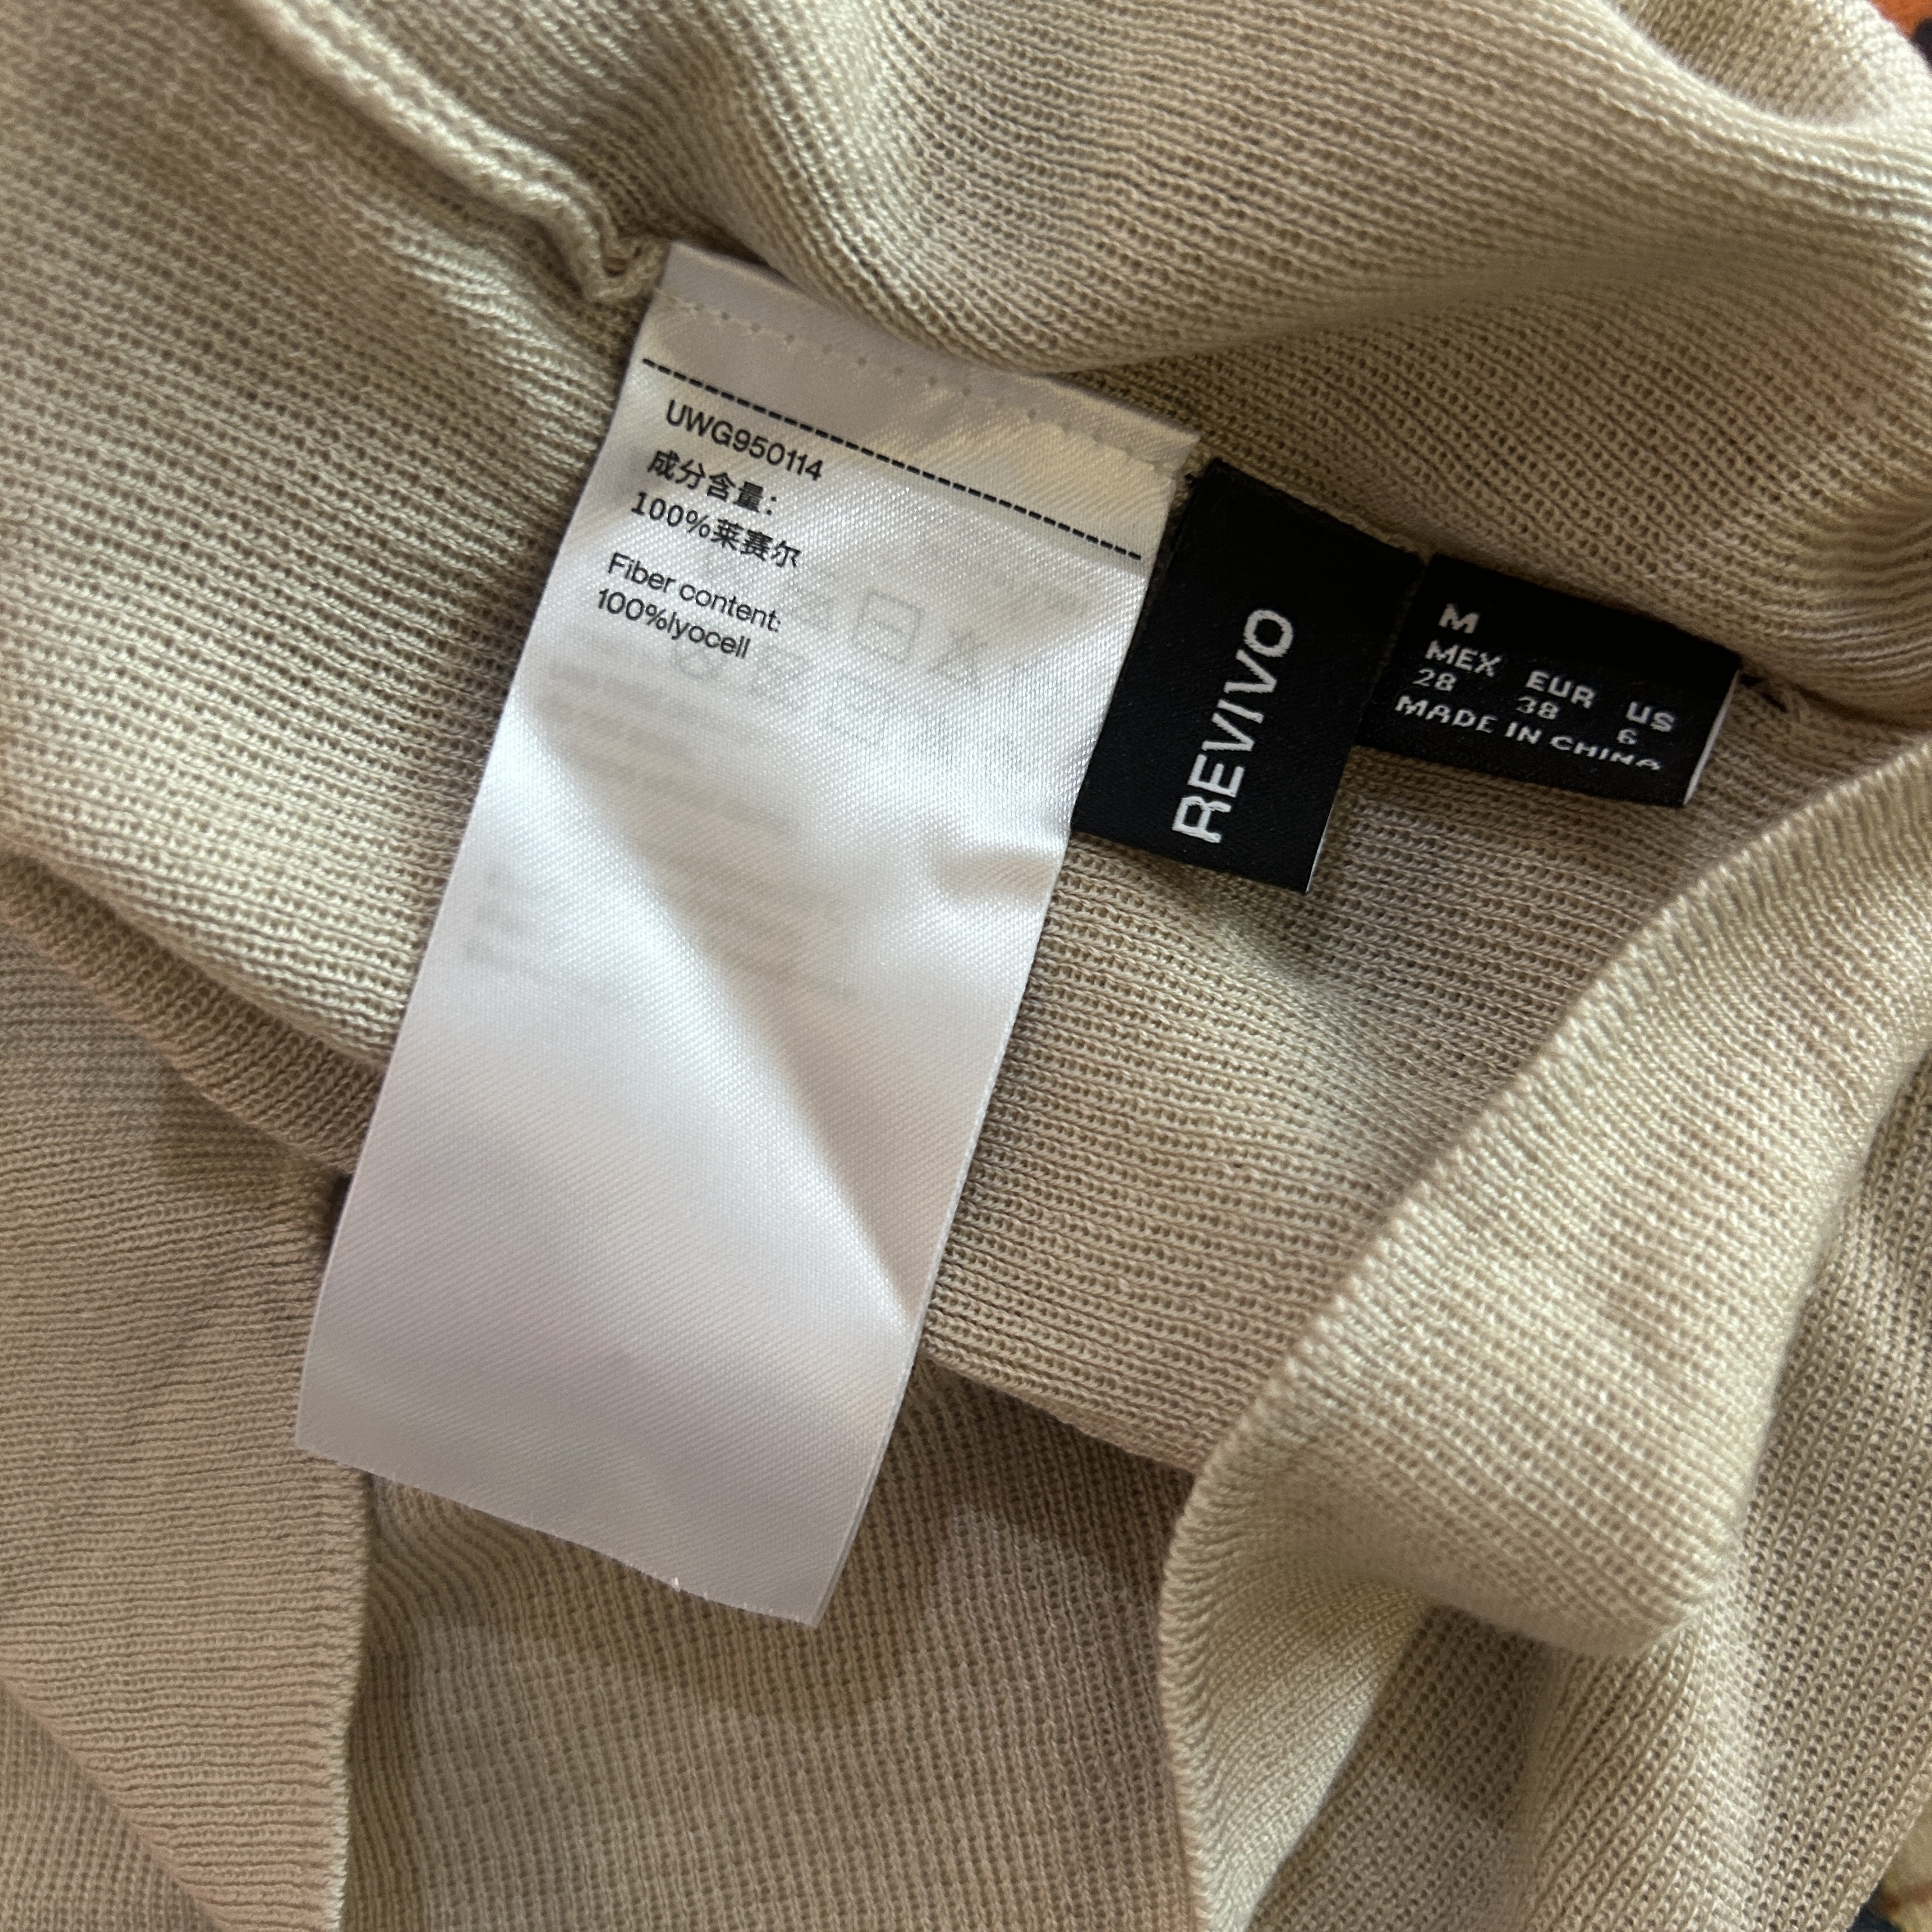 UWG950114
成分含量：
100%莱赛尔
Fiber content:
100%lyocell
REVIVO
M
MEX EUR US
28 38 6
MADE IN CHINA